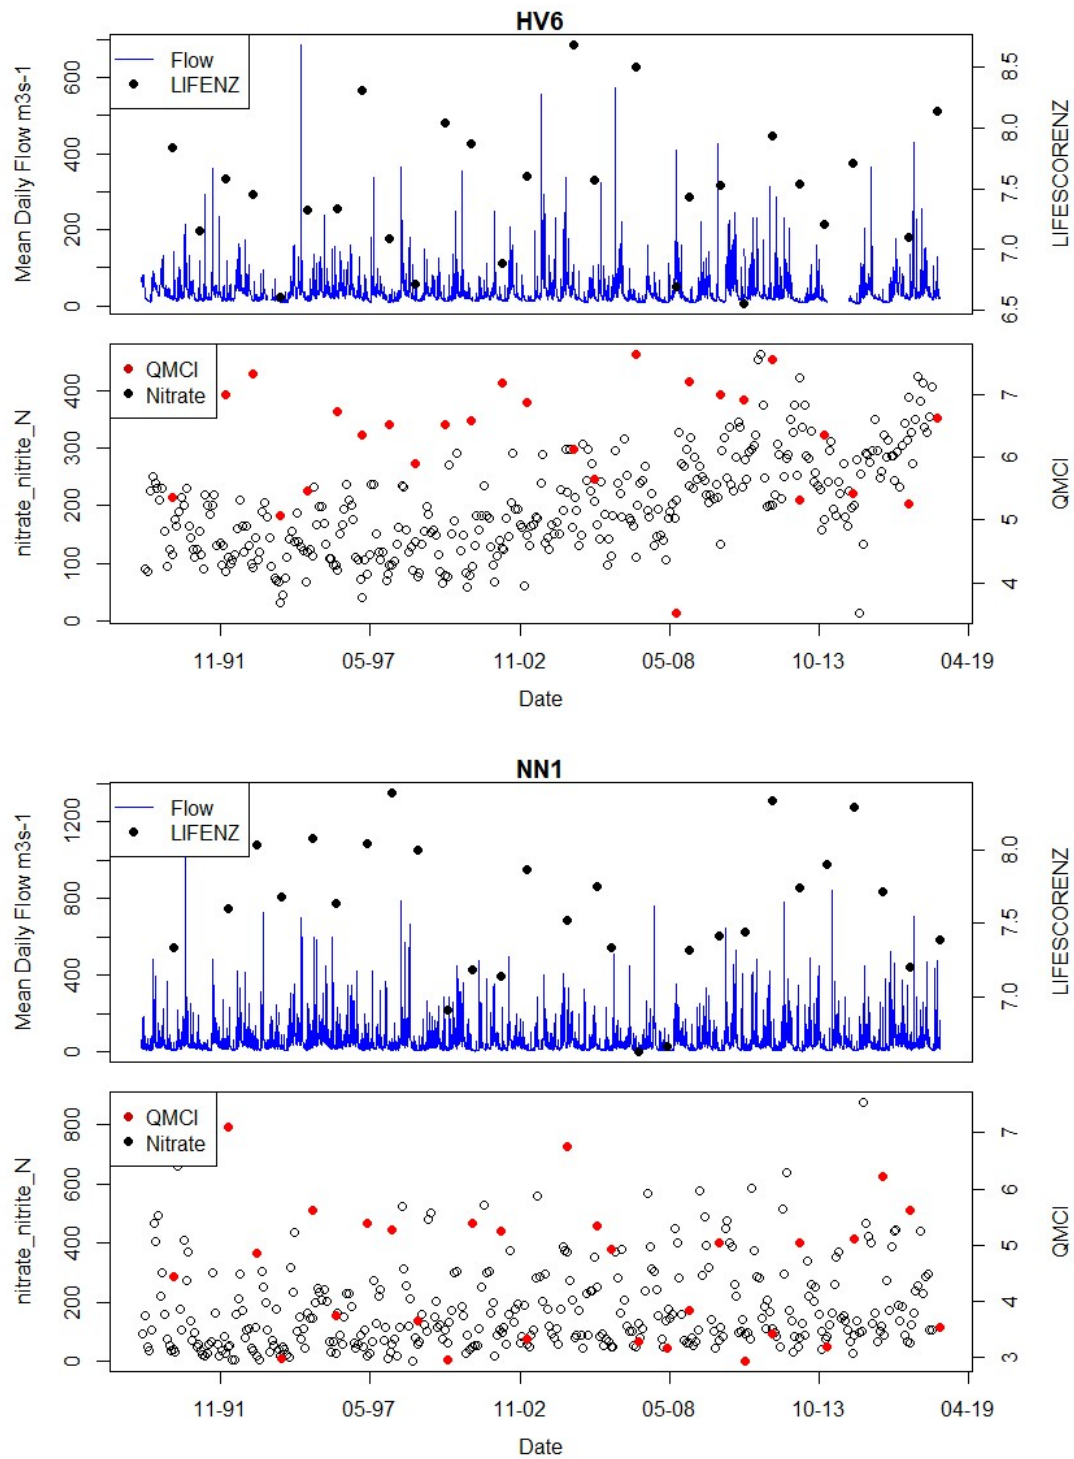 HV6
Flow
LIFENZ
Mean Daily Flow m3s-1
0
200
400
600
6.5
7.0
7.5
8.0
8.5
LIFESCORENZ
QMCI
Nitrate
nitrate_nitrite_N
0
100
200
300
400
4
5
6
7
QMCI
11-91 05-97 11-02 05-08 10-13 04-19
Date
NN1
Flow
LIFENZ
Mean Daily Flow m3s-1
0
400
800
1200
7.0
7.5
8.0
LIFESCORENZ
QMCI
Nitrate
nitrate_nitrite_N
0
200
400
600
800
3
4
5
6
7
QMCI
11-91 05-97 11-02 05-08 10-13 04-19
Date